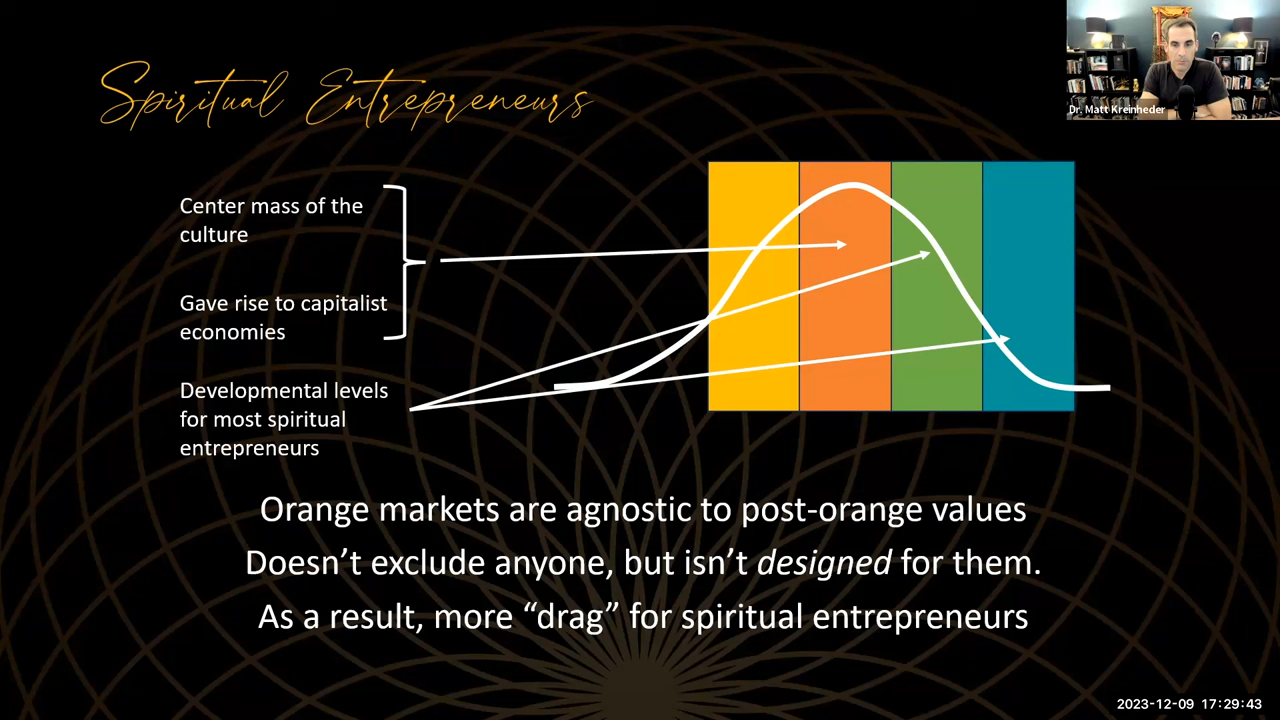 Spiritual Entrepreneurs
Dr. Matt Kreinheder
Center mass of the
culture
Gave rise to capitalist
economies
Developmental levels
for most spiritual
entrepreneurs
Orange markets are agnostic to post-orange values
Doesn’t exclude anyone, but isn’t designed for them.
As a result, more “drag” for spiritual entrepreneurs
2023-12-09 17:29:43